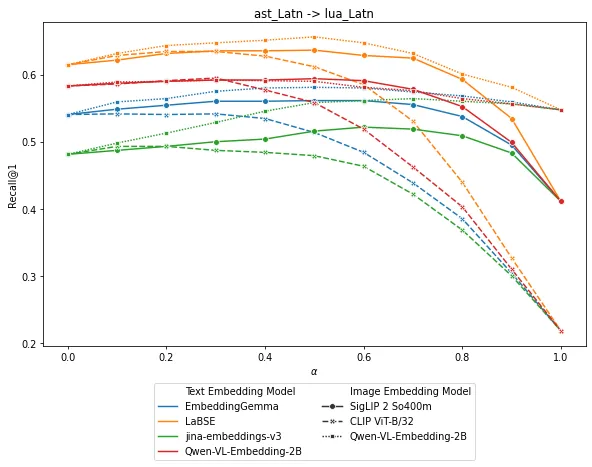 ast_Latn -> lua_Latn
Recall@1
0.6
0.5
0.4
0.3
0.2
0.0
0.2
0.4
0.6
0.8
1.0
α
Text Embedding Model
EmbeddingGemma
LaBSE
jina-embeddings-v3
Qwen-VL-Embedding-2B
Image Embedding Model
SigLIP 2 So400m
CLIP ViT-B/32
Qwen-VL-Embedding-2B